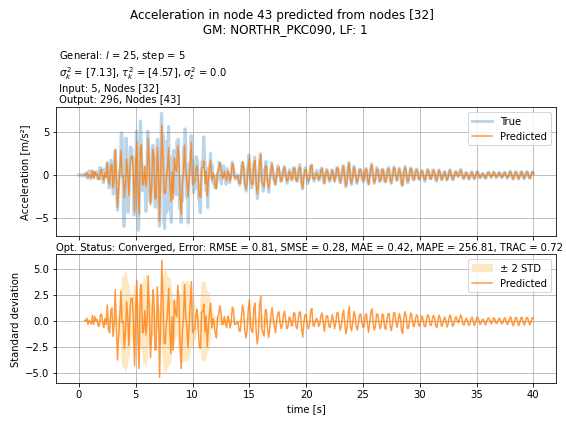 Acceleration in node 43 predicted from nodes [32]
GM: NORTHR_PKC090, LF: 1
General: l = 25, step = 5
σ²ₖ = [7.13], τ²ₖ = [4.57], σ²ε = 0.0
Input: 5, Nodes [32]
Output: 296, Nodes [43]
Acceleration [m/s²]
5
0
−5
True
Predicted
Opt. Status: Converged, Error: RMSE = 0.81, SMSE = 0.28, MAE = 0.42, MAPE = 256.81, TRAC = 0.72
Standard deviation
5.0
2.5
0.0
−2.5
−5.0
± 2 STD
Predicted
0 5 10 15 20 25 30 35 40
time [s]